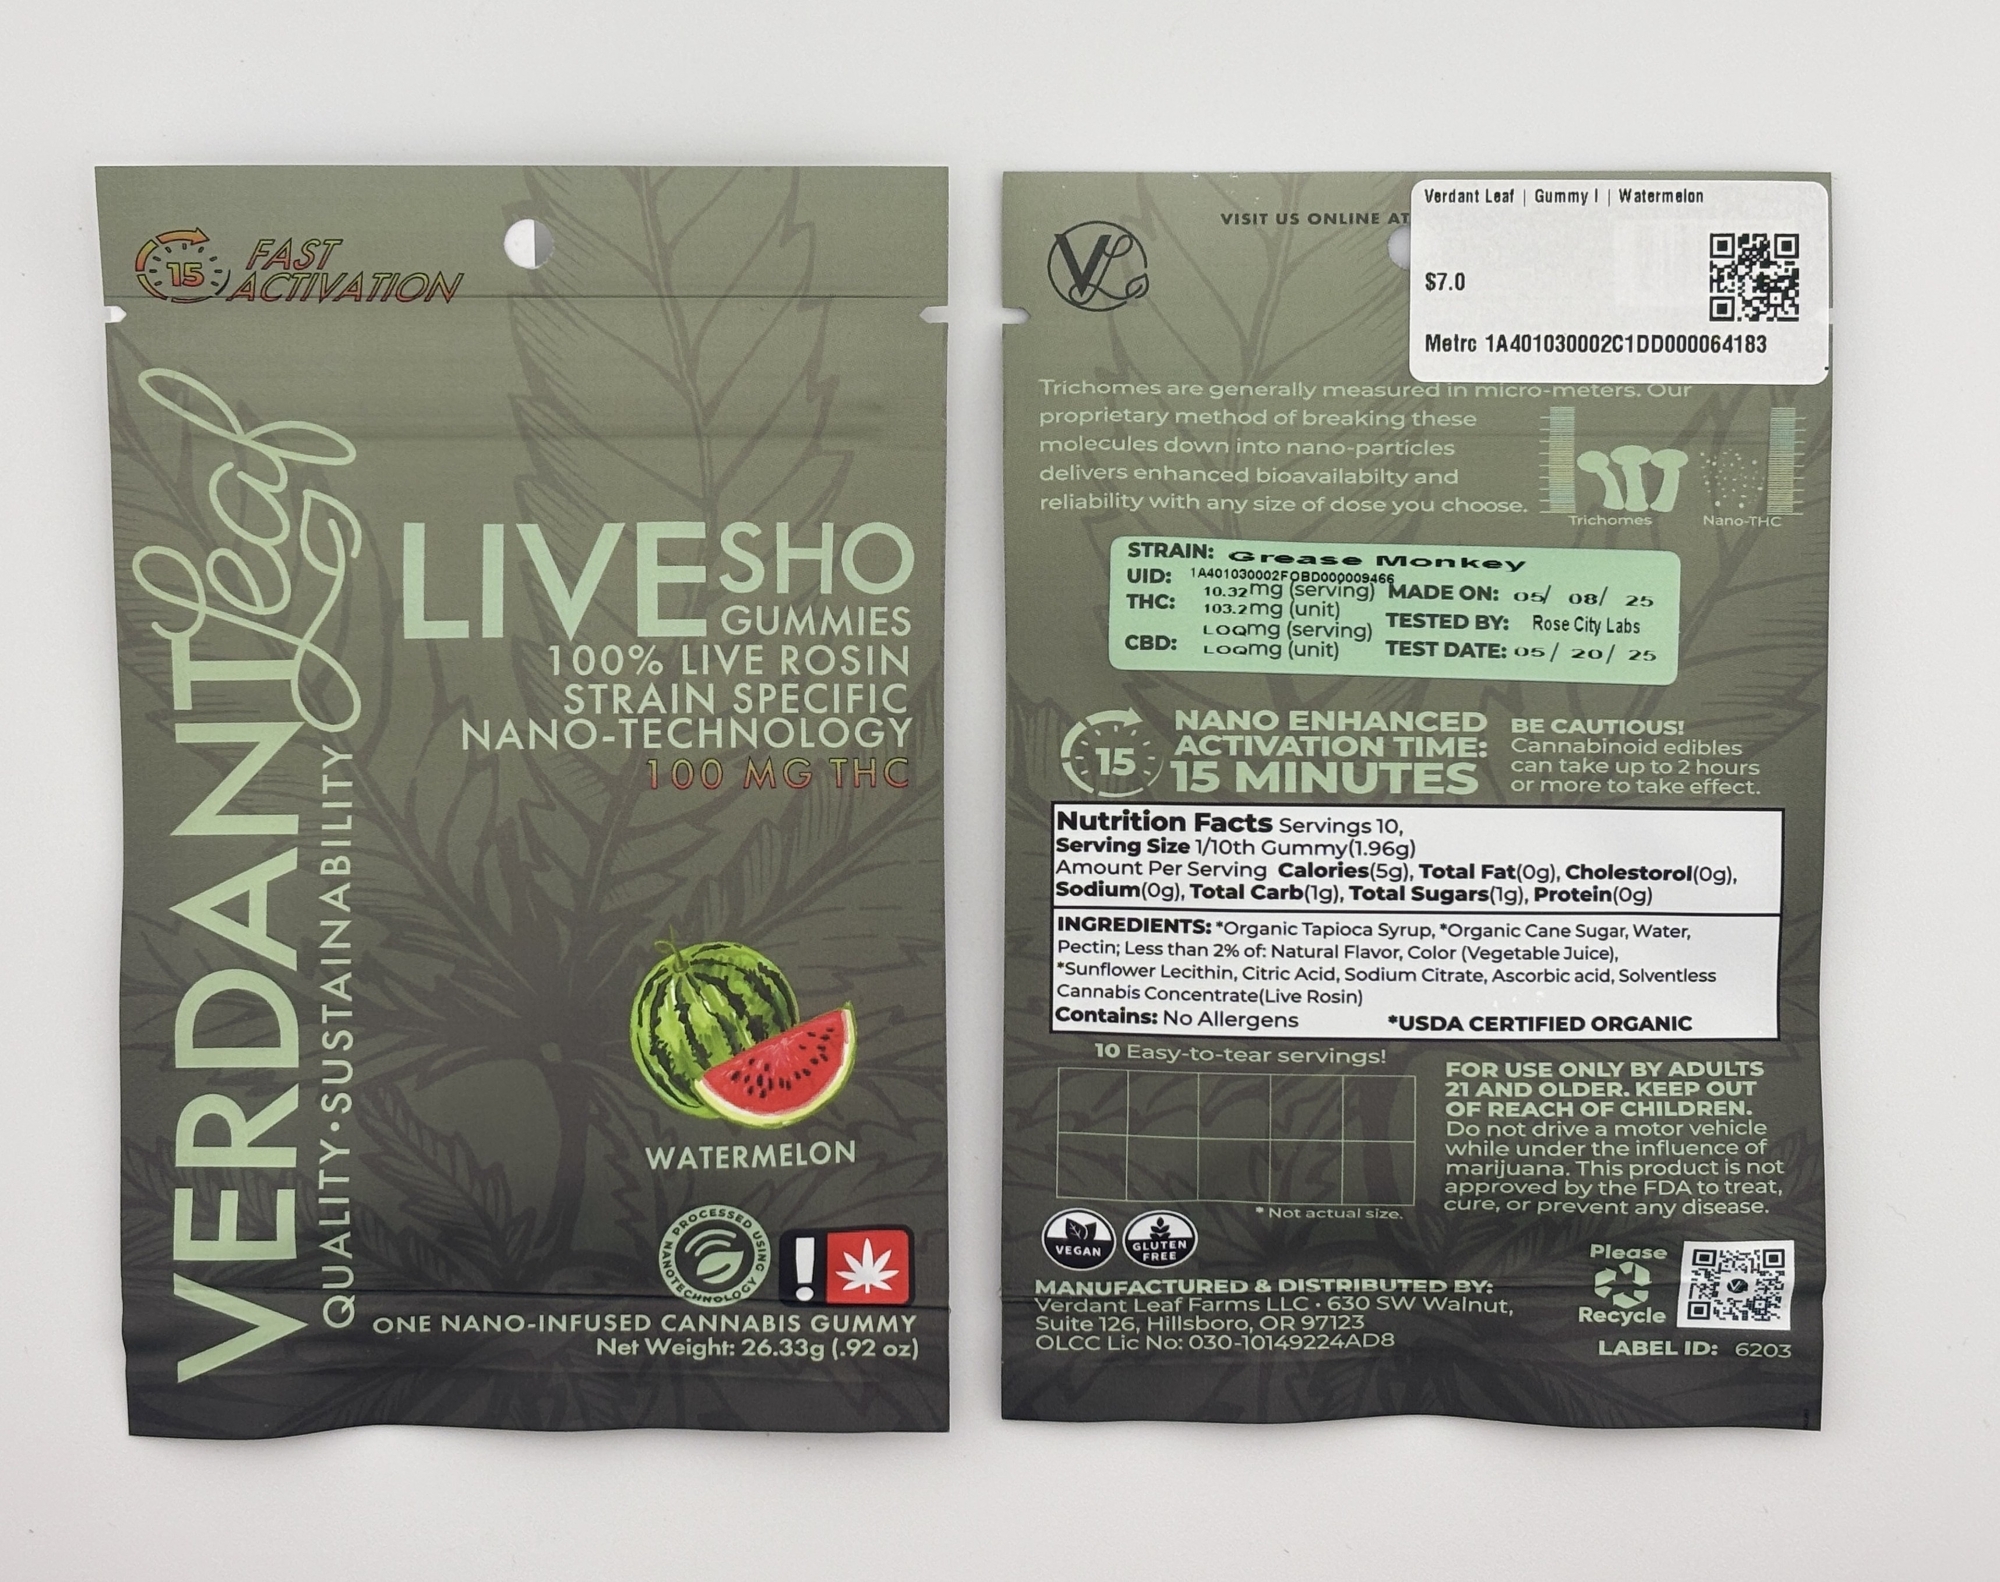 15 FAST
ACTIVATION
VERDANT Leaf
QUALITY•SUSTAINABILITY
LIVE SHO
GUMMIES
100% LIVE ROSIN
STRAIN SPECIFIC
NANO-TECHNOLOGY
100 MG THC
WATERMELON
PROCESSED USING NANOTECHNOLOGY
!
ONE NANO-INFUSED CANNABIS GUMMY
Net Weight: 26.33g (.92 oz)
VL
VISIT US ONLINE AT
Verdant Leaf | Gummy I | Watermelon
$7.0
Metrc 1A401030002C1DD000064183
Trichomes are generally measured in micro-meters. Our
proprietary method of breaking these
molecules down into nano-particles
delivers enhanced bioavailabilty and
reliability with any size of dose you choose.
Trichomes Nano-THC
STRAIN: Grease Monkey
UID: 1A401030002F0BD000009466
THC: 10.32mg (serving) MADE ON: 05/ 08/ 25
103.2mg (unit)
TESTED BY: Rose City Labs
CBD: LOQmg (serving)
LOQmg (unit) TEST DATE: 05/ 20/ 25
15
NANO ENHANCED
ACTIVATION TIME:
15 MINUTES
BE CAUTIOUS!
Cannabinoid edibles
can take up to 2 hours
or more to take effect.
Nutrition Facts Servings 10,
Serving Size 1/10th Gummy(1.96g)
Amount Per Serving Calories(5g), Total Fat(0g), Cholestorol(0g),
Sodium(0g), Total Carb(1g), Total Sugars(1g), Protein(0g)
INGREDIENTS: *Organic Tapioca Syrup, *Organic Cane Sugar, Water,
Pectin; Less than 2% of: Natural Flavor, Color (Vegetable Juice),
*Sunflower Lecithin, Citric Acid, Sodium Citrate, Ascorbic acid, Solventless
Cannabis Concentrate(Live Rosin)
Contains: No Allergens *USDA CERTIFIED ORGANIC
10 Easy-to-tear servings!
* Not actual size.
FOR USE ONLY BY ADULTS
21 AND OLDER. KEEP OUT
OF REACH OF CHILDREN.
Do not drive a motor vehicle
while under the influence of
marijuana. This product is not
approved by the FDA to treat,
cure, or prevent any disease.
VEGAN
GLUTEN
FREE
MANUFACTURED & DISTRIBUTED BY:
Verdant Leaf Farms LLC • 630 SW Walnut,
Suite 126, Hillsboro, OR 97123
OLCC Lic No: 030-10149224AD8
Please
Recycle
LABEL ID: 6203